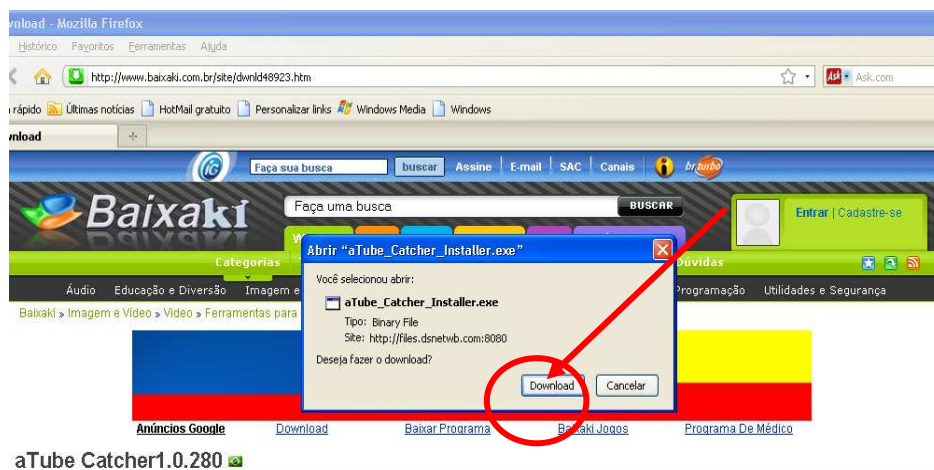 wnload - Mozilla Firefox
Histórico Favoritos Ferramentas Ajuda
http://www.baixaki.com.br/site/dwnld48923.htm
Ask Ask.com
rápido Últimas notícias HotMail gratuito Personalizar links Windows Media Windows
wnload
iG Faça sua busca buscar Assine E-mail SAC Canais br turbo
Baixaki Faça uma busca BUSCAR
Entrar | Cadastre-se
Abrir “aTube_Catcher_Installer.exe”
Categorias Dúvidas
Você selecionou abrir:
Áudio Educação e Diversão Imagem e Programação Utilidades e Segurança
aTube_Catcher_Installer.exe
Baixaki » Imagem e Vídeo » Vídeo » Ferramentas para
Tipo: Binary File
Site: http://files.dsnetwb.com:8080
Deseja fazer o download?
Download Cancelar
Anúncios Google Download Baixar Programa Baixaki Jogos Programa De Médico
aTube Catcher1.0.280